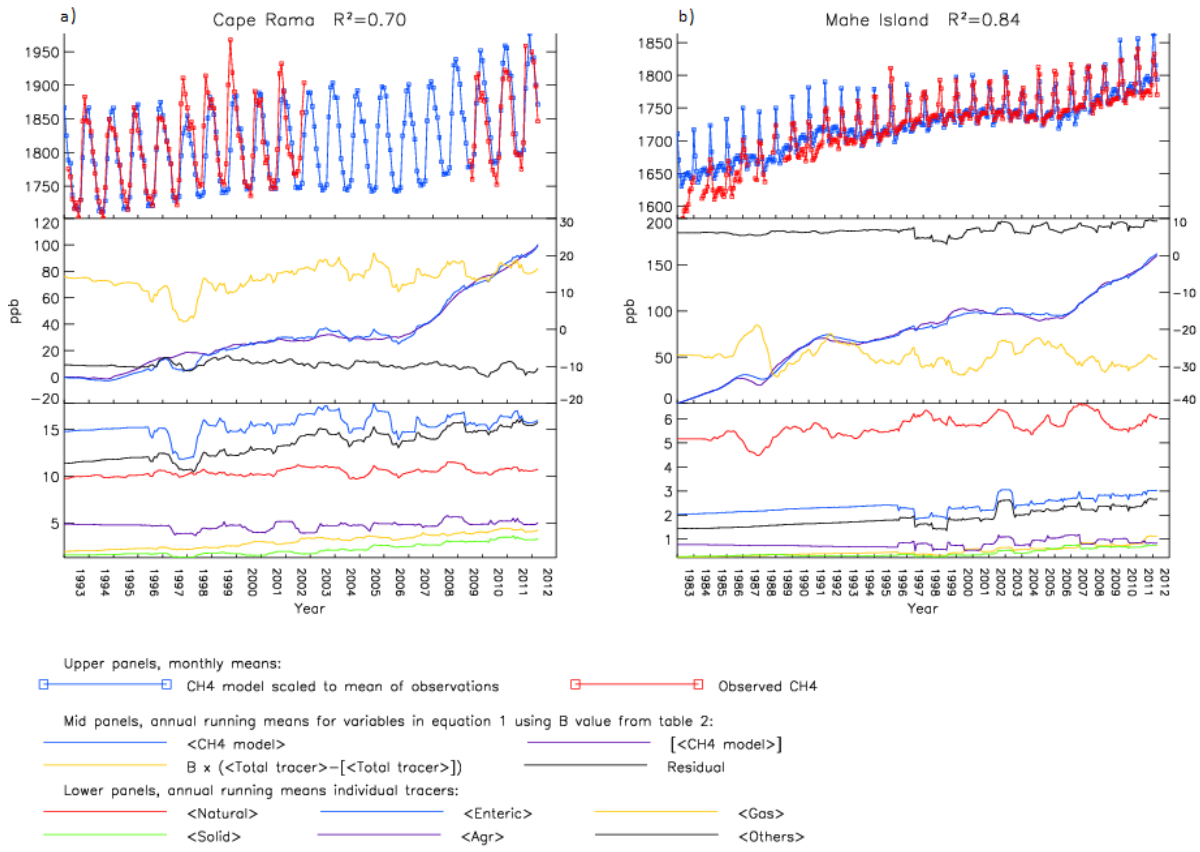 a) Cape Rama R²=0.70
1950
1900
1850
1800
1750
120
100
80
60
40
20
0
-20
ppb
30
20
10
0
-10
-20
15
10
5
1993 1994 1995 1996 1997 1998 1999 2000 2001 2002 2003 2004 2005 2006 2007 2008 2009 2010 2011 2012
Year
b) Mahe Island R²=0.84
1850
1800
1750
1700
1650
1600
200
150
100
50
0
ppb
10
0
-10
-20
-30
-40
6
5
4
3
2
1
1983 1984 1985 1986 1987 1988 1989 1990 1991 1992 1993 1994 1995 1996 1997 1998 1999 2000 2001 2002 2003 2004 2005 2006 2007 2008 2009 2010 2011 2012
Year
Upper panels, monthly means:
CH4 model scaled to mean of observations Observed CH4
Mid panels, annual running means for variables in equation 1 using B value from table 2:
<CH4 model> [<CH4 model>]
B x (<Total tracer>-[<Total tracer>]) Residual
Lower panels, annual running means individual tracers:
<Natural> <Enteric> <Gas>
<Solid> <Agr> <Others>